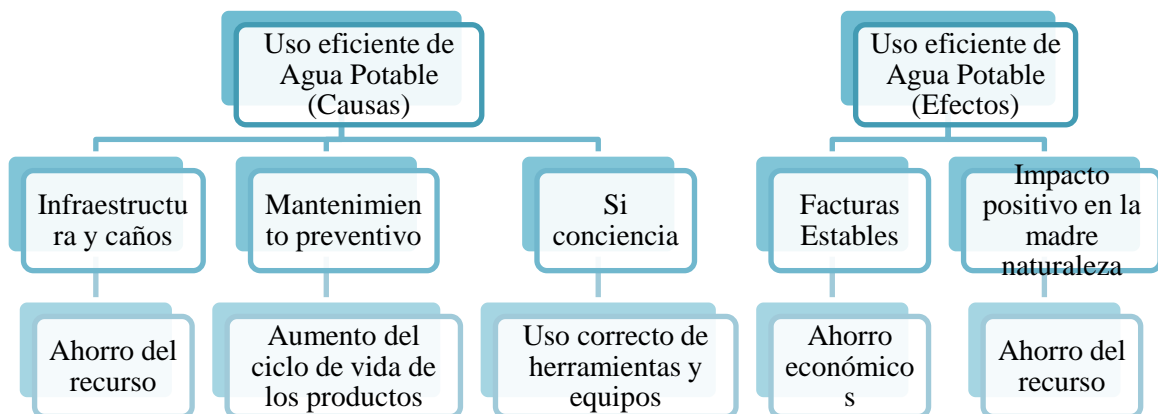 Uso eficiente de
Agua Potable
(Causas)
Uso eficiente de
Agua Potable
(Efectos)
Infraestructu
ra y caños
Mantenimien
to preventivo
Si
conciencia
Facturas
Estables
Impacto
positivo en la
madre
naturaleza
Ahorro del
recurso
Aumento del
ciclo de vida de
los productos
Uso correcto de
herramientas y
equipos
Ahorro
económico
s
Ahorro del
recurso